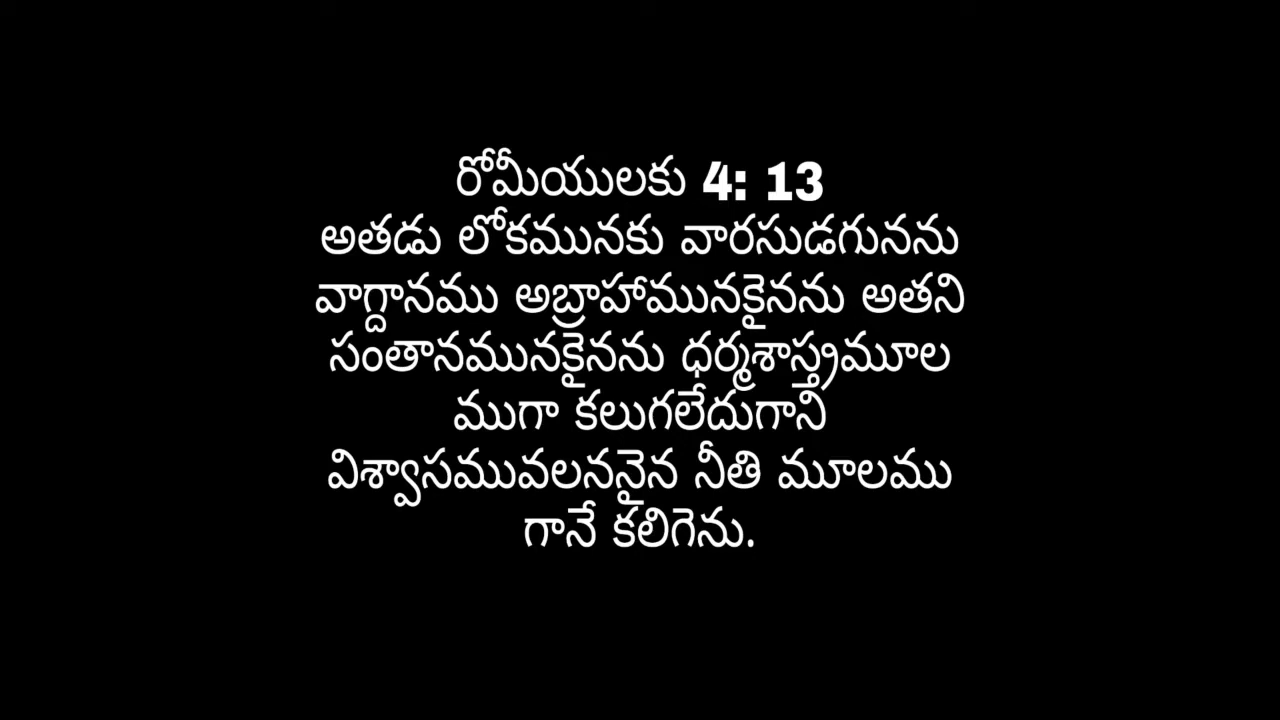 రోమీయులకు 4: 13
అతడు లోకమునకు వారసుడగునను
వాగ్దానము అబ్రాహామునకైనను అతని
సంతానమునకైనను ధర్మశాస్త్రమూల
ముగా కలుగలేదుగాని
విశ్వాసమువలననైన నీతి మూలము
గానే కలిగెను.